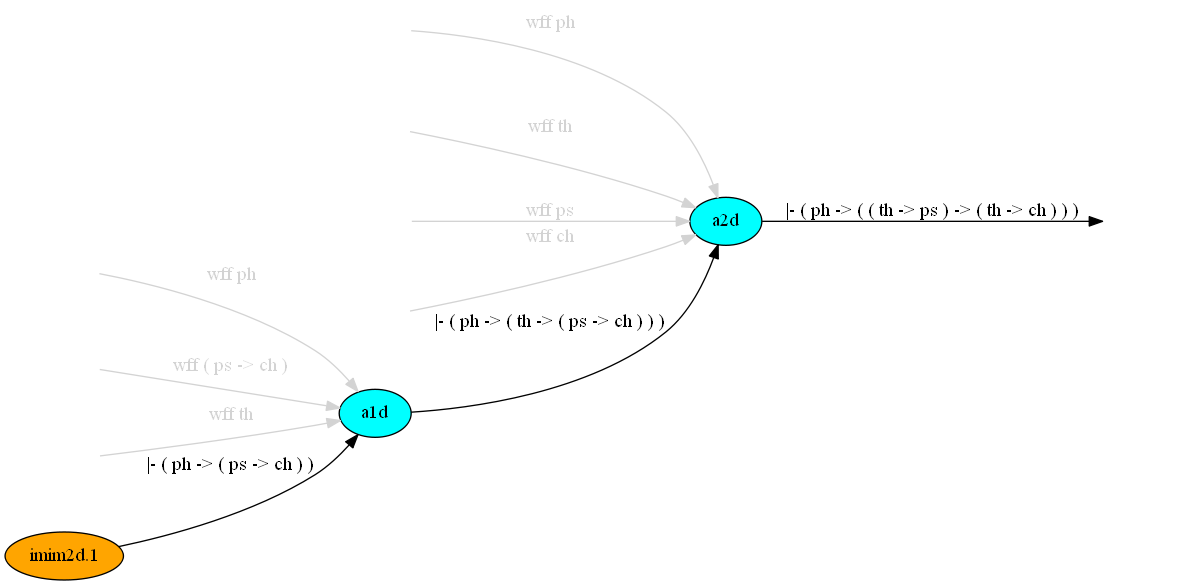 wff ph
wff th
wff ps
a2d
|- ( ph -> ( ( th -> ps ) -> ( th -> ch ) ) )
wff ch
wff ph
|- ( ph -> ( th -> ( ps -> ch ) ) )
wff ( ps -> ch )
wff th
a1d
|- ( ph -> ( ps -> ch ) )
imim2d.1